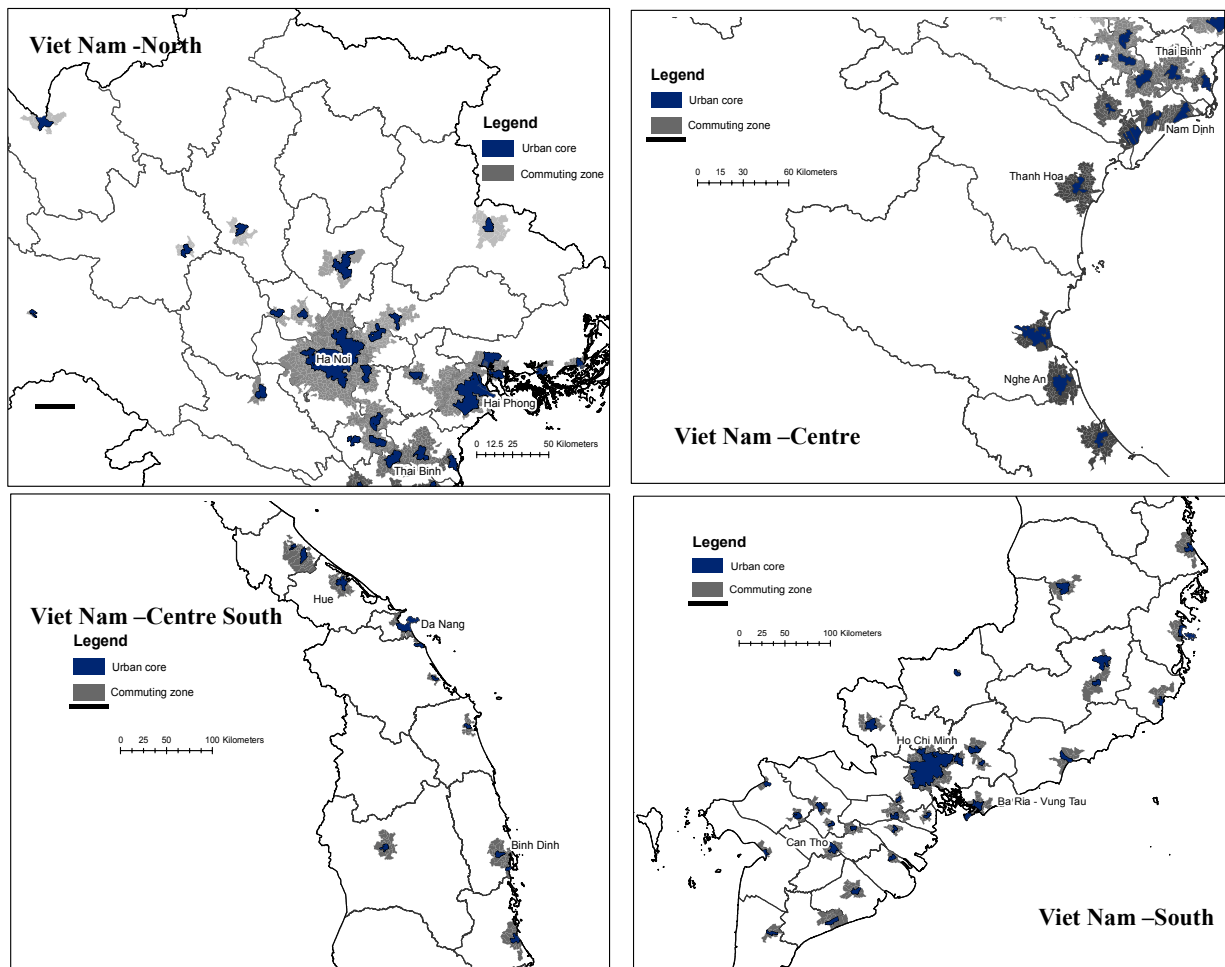 Viet Nam -North
Legend
Urban core
Commuting zone
Ha Noi
Hai Phong
0 12.5 25 50 Kilometers
Thai Binh
Thai Binh
Legend
Urban core
Commuting zone
Nam Dinh
0 15 30 60 Kilometers
Thanh Hoa
Nghe An
Viet Nam –Centre
Hue
Viet Nam –Centre South
Da Nang
Legend
Urban core
Commuting zone
0 25 50 100 Kilometers
Binh Dinh
Legend
Urban core
Commuting zone
0 25 50 100 Kilometers
Ho Chi Minh
Ba Ria - Vung Tau
Can Tho
Viet Nam –South